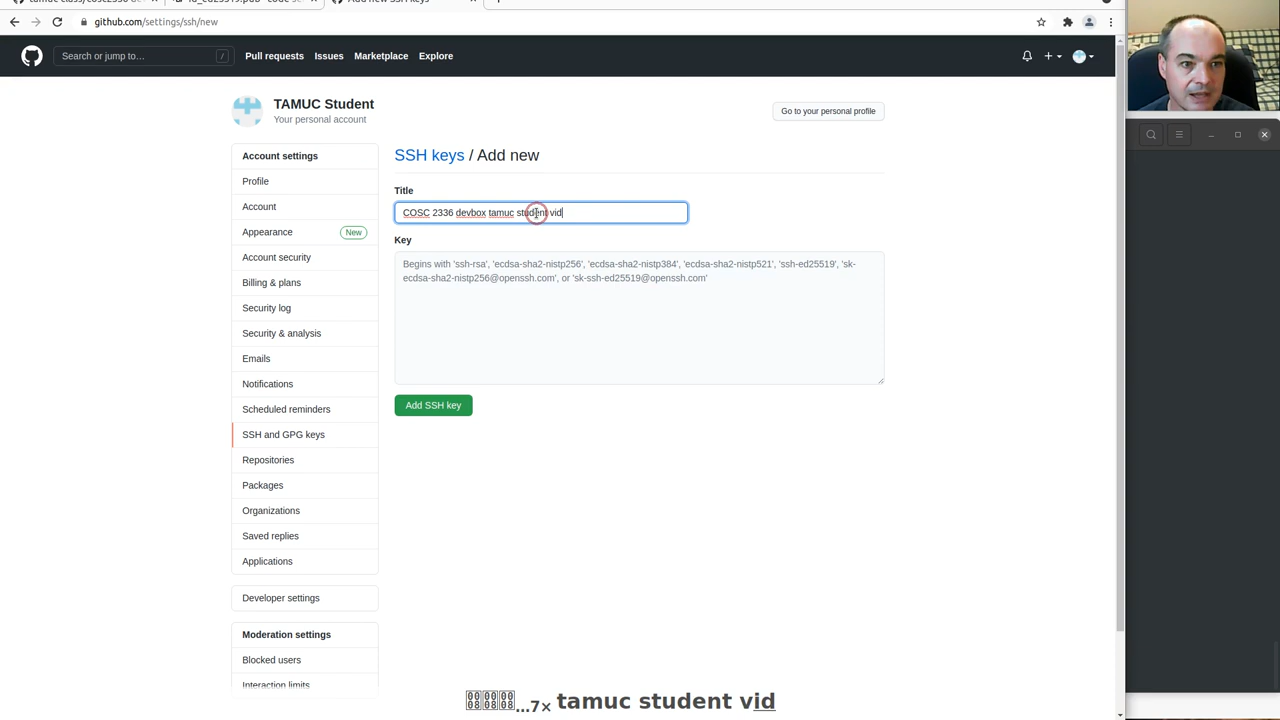 github.com/settings/ssh/new
Search or jump to…
/
Pull requests
Issues
Marketplace
Explore
TAMUC Student
Your personal account
Go to your personal profile
Account settings
Profile
Account
Appearance
New
Account security
Billing & plans
Security log
Security & analysis
Emails
Notifications
Scheduled reminders
SSH and GPG keys
Repositories
Packages
Organizations
Saved replies
Applications
Developer settings
Moderation settings
Blocked users
Interaction limits
SSH keys / Add new
Title
COSC 2336 devbox tamuc student vid
Key
Begins with 'ssh-rsa', 'ecdsa-sha2-nistp256', 'ecdsa-sha2-nistp384', 'ecdsa-sha2-nistp521', 'ssh-ed25519', 'sk-
ecdsa-sha2-nistp256@openssh.com', or 'sk-ssh-ed25519@openssh.com'
Add SSH key
...7× tamuc student vid